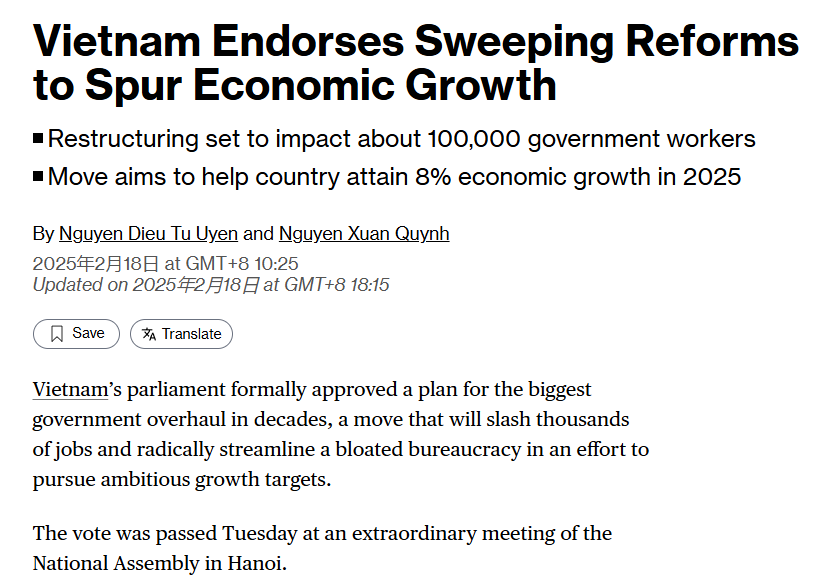 Vietnam Endorses Sweeping Reforms
to Spur Economic Growth
■ Restructuring set to impact about 100,000 government workers
■ Move aims to help country attain 8% economic growth in 2025
By Nguyen Dieu Tu Uyen and Nguyen Xuan Quynh
2025年2月18日 at GMT+8 10:25
Updated on 2025年2月18日 at GMT+8 18:15
Save
Translate
Vietnam’s parliament formally approved a plan for the biggest
government overhaul in decades, a move that will slash thousands
of jobs and radically streamline a bloated bureaucracy in an effort to
pursue ambitious growth targets.
The vote was passed Tuesday at an extraordinary meeting of the
National Assembly in Hanoi.